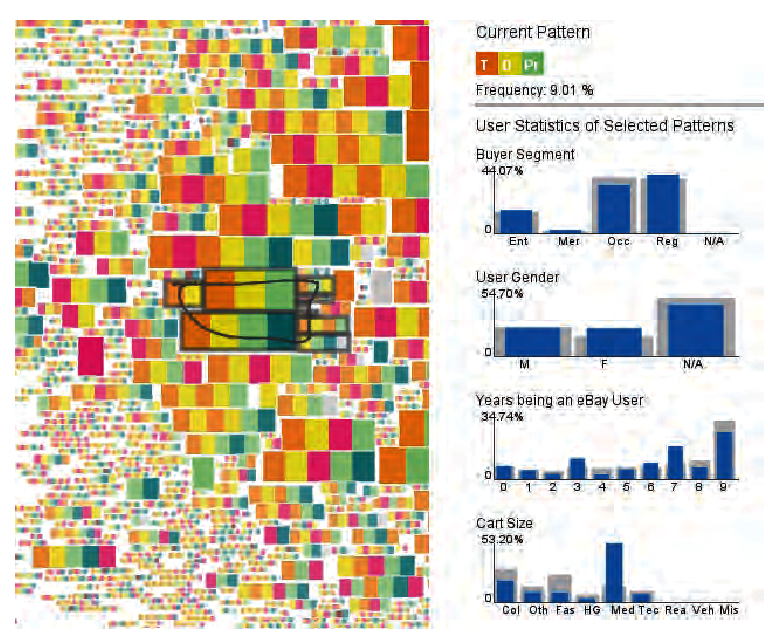 Current Pattern
T D Pr
Frequency: 9.01 %
User Statistics of Selected Patterns
Buyer Segment
44.07%
0
Ent Mer Occ Reg N/A
User Gender
54.70%
0
M F N/A
Years being an eBay User
34.74%
0
0 1 2 3 4 5 6 7 8 9
Cart Size
53.20%
0
Col Oth Fas HG Med Tec Rea Veh Mis